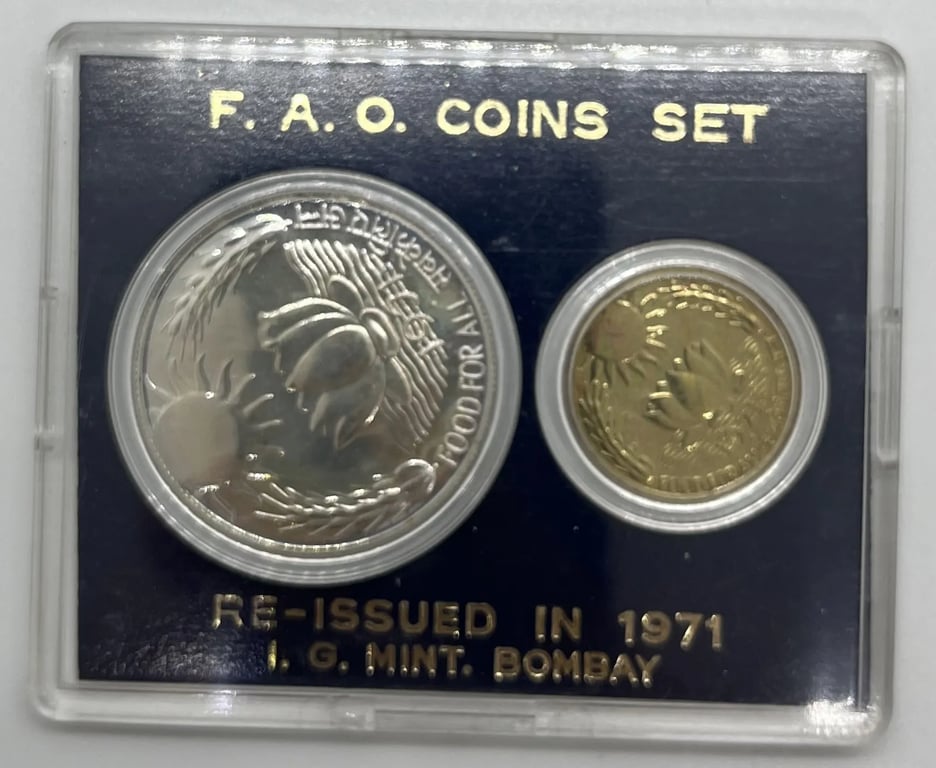 F. A. O. COINS SET
FOOD FOR ALL
RE-ISSUED IN 1971
I. G. MINT. BOMBAY